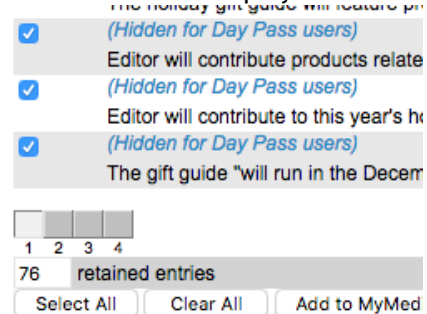 The holiday gift guide will feature
(Hidden for Day Pass users)
Editor will contribute products relate
(Hidden for Day Pass users)
Editor will contribute to this year's ho
(Hidden for Day Pass users)
The gift guide "will run in the Decem
1 2 3 4
76 retained entries
Select All Clear All Add to MyMed